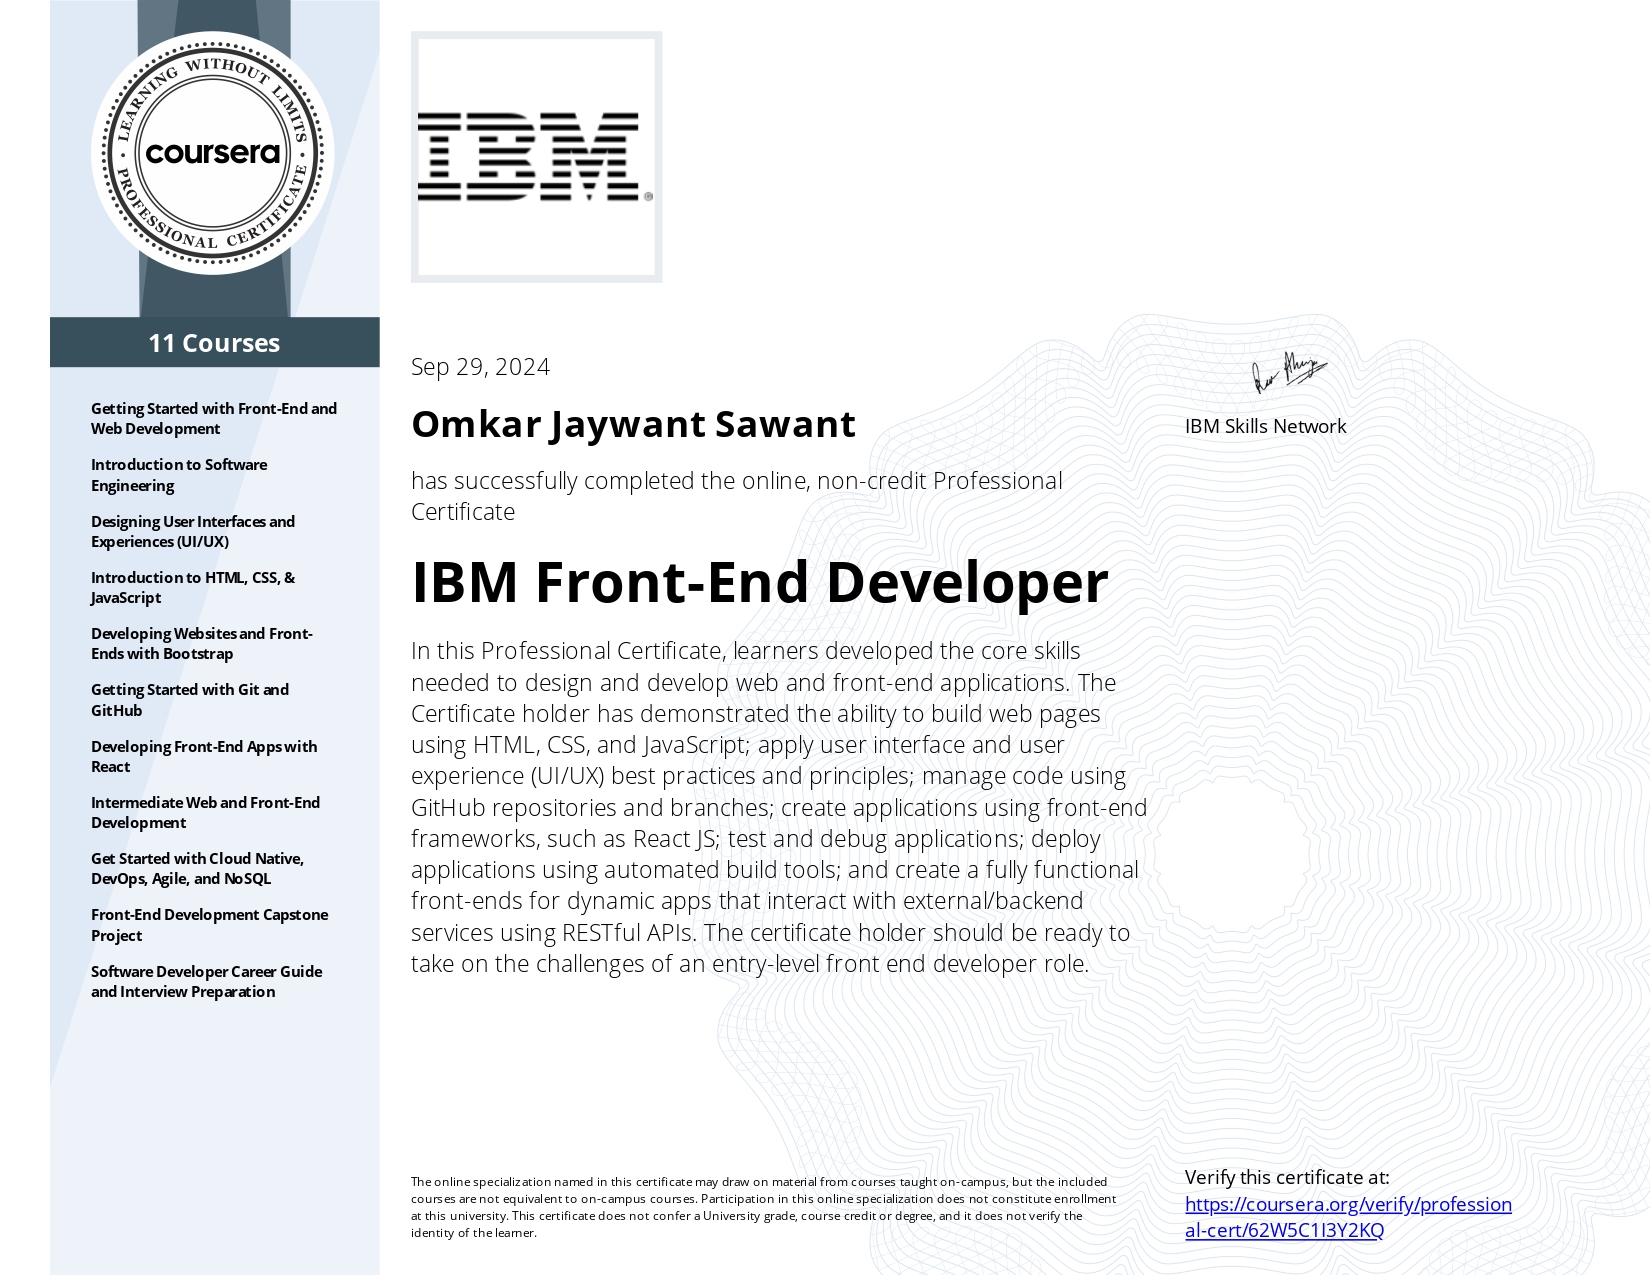 LEARNING WITHOUT LIMITS
coursera
PROFESSIONAL CERTIFICATE
IBM
®
11 Courses
Getting Started with Front-End and
Web Development
Introduction to Software
Engineering
Designing User Interfaces and
Experiences (UI/UX)
Introduction to HTML, CSS, &
JavaScript
Developing Websites and Front-
Ends with Bootstrap
Getting Started with Git and
GitHub
Developing Front-End Apps with
React
Intermediate Web and Front-End
Development
Get Started with Cloud Native,
DevOps, Agile, and NoSQL
Front-End Development Capstone
Project
Software Developer Career Guide
and Interview Preparation
Sep 29, 2024
Omkar Jaywant Sawant
has successfully completed the online, non-credit Professional
Certificate
IBM Front-End Developer
In this Professional Certificate, learners developed the core skills
needed to design and develop web and front-end applications. The
Certificate holder has demonstrated the ability to build web pages
using HTML, CSS, and JavaScript; apply user interface and user
experience (UI/UX) best practices and principles; manage code using
GitHub repositories and branches; create applications using front-end
frameworks, such as React JS; test and debug applications; deploy
applications using automated build tools; and create a fully functional
front-ends for dynamic apps that interact with external/backend
services using RESTful APIs. The certificate holder should be ready to
take on the challenges of an entry-level front end developer role.
IBM Skills Network
The online specialization named in this certificate may draw on material from courses taught on-campus, but the included
courses are not equivalent to on-campus courses. Participation in this online specialization does not constitute enrollment
at this university. This certificate does not confer a University grade, course credit or degree, and it does not verify the
identity of the learner.
Verify this certificate at:
https://coursera.org/verify/profession
al-cert/62W5C1I3Y2KQ